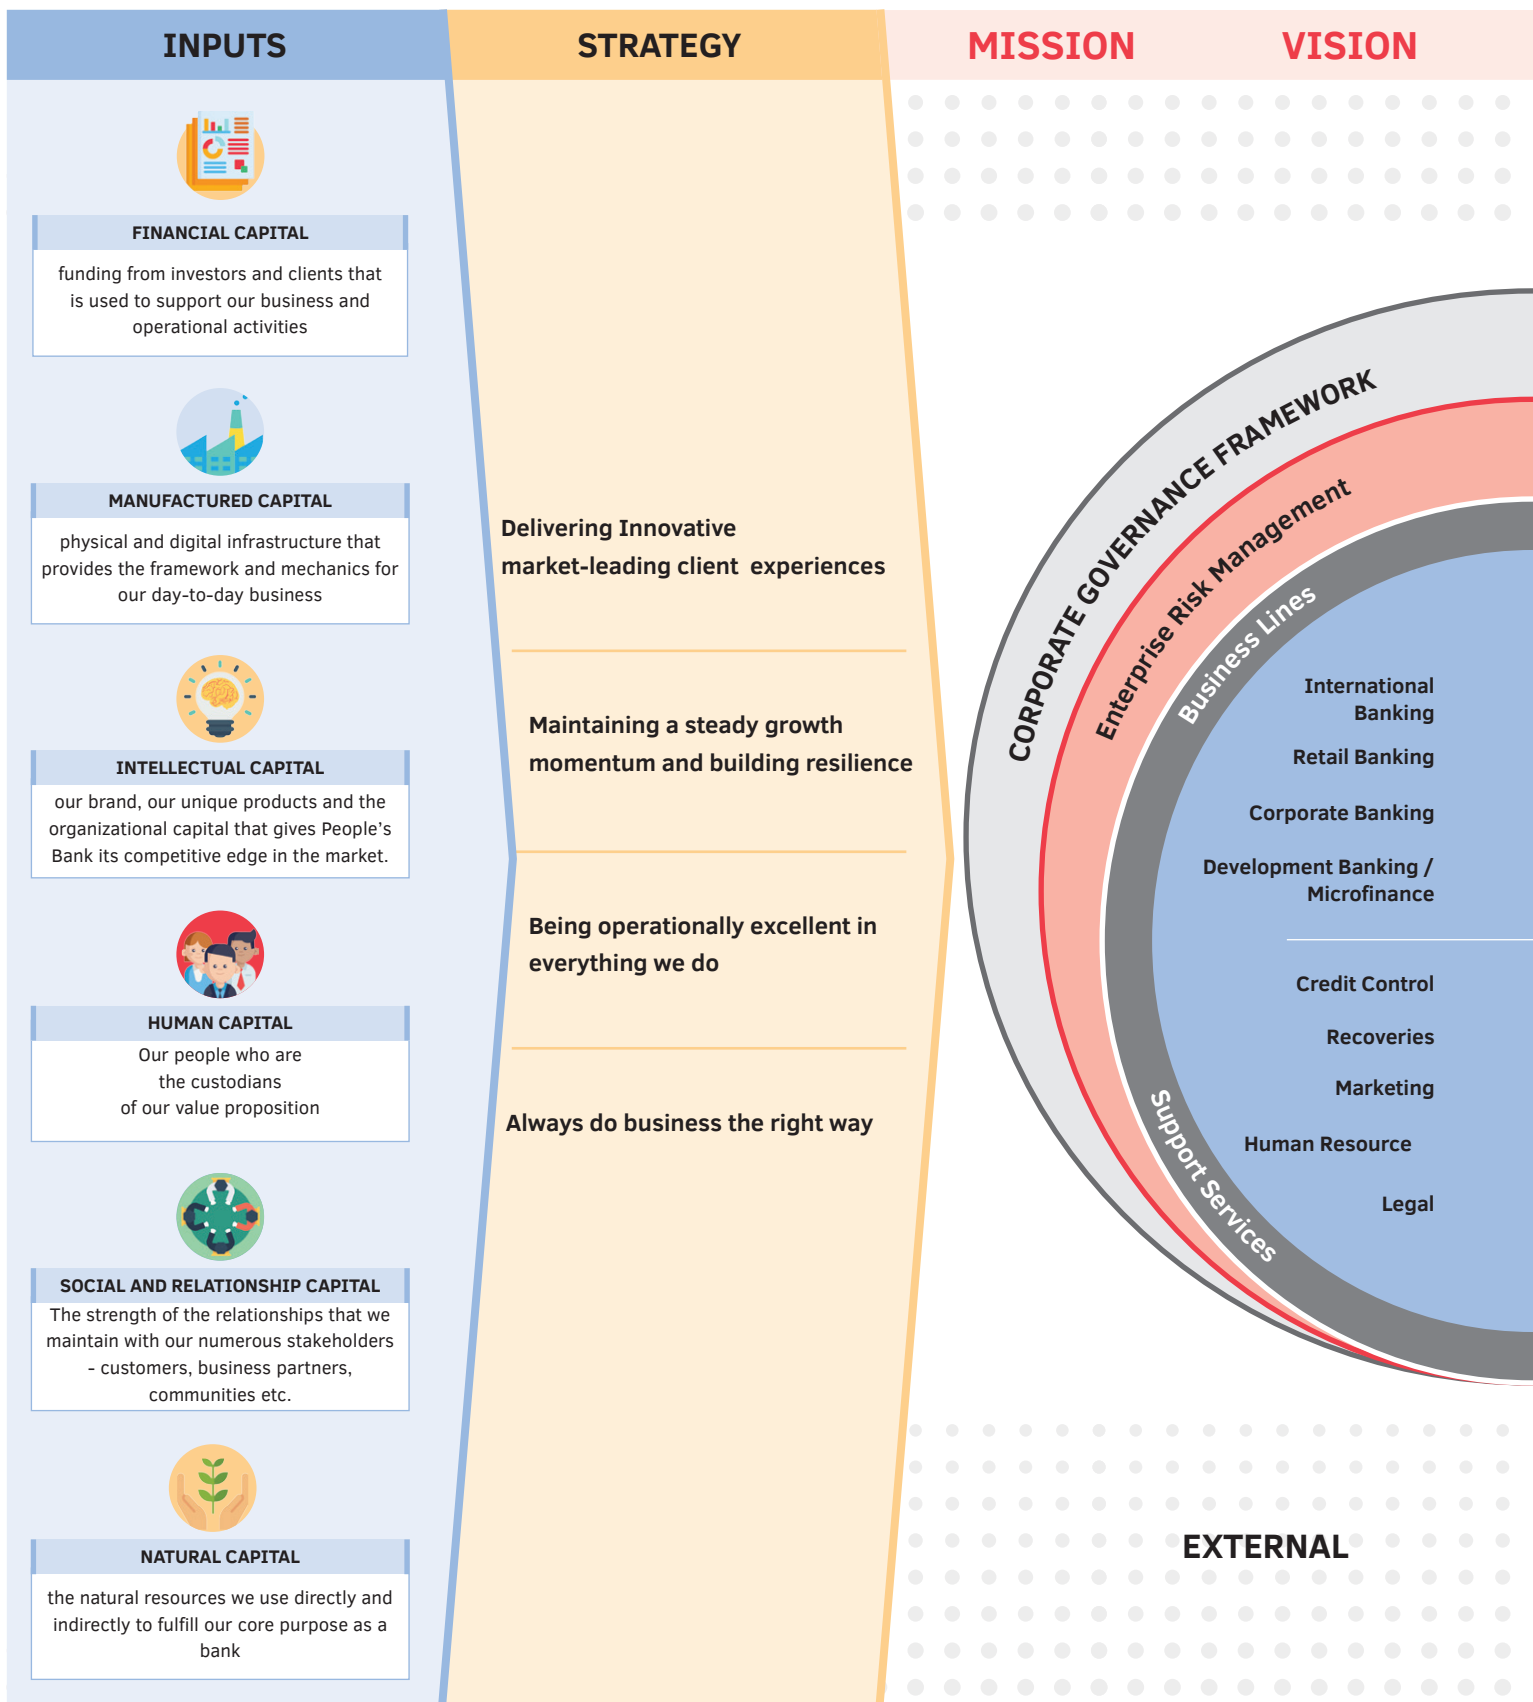 INPUTS
STRATEGY
MISSION
VISION
FINANCIAL CAPITAL
funding from investors and clients that
is used to support our business and
operational activities
MANUFACTURED CAPITAL
physical and digital infrastructure that
provides the framework and mechanics for
our day-to-day business
INTELLECTUAL CAPITAL
our brand, our unique products and the
organizational capital that gives People’s
Bank its competitive edge in the market.
HUMAN CAPITAL
Our people who are
the custodians
of our value proposition
SOCIAL AND RELATIONSHIP CAPITAL
The strength of the relationships that we
maintain with our numerous stakeholders
- customers, business partners,
communities etc.
NATURAL CAPITAL
the natural resources we use directly and
indirectly to fulfill our core purpose as a
bank
Delivering Innovative
market-leading client experiences
Maintaining a steady growth
momentum and building resilience
Being operationally excellent in
everything we do
Always do business the right way
CORPORATE GOVERNANCE FRAMEWORK
Enterprise Risk Management
Business Lines
International
Banking
Retail Banking
Corporate Banking
Development Banking /
Microfinance
Support Services
Credit Control
Recoveries
Marketing
Human Resource
Legal
EXTERNAL